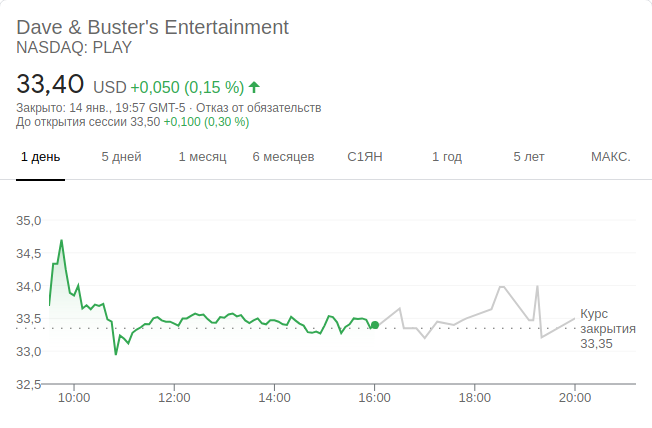 Dave & Buster's Entertainment
NASDAQ: PLAY
33,40 USD +0,050 (0,15 %)
Закрыто: 14 янв., 19:57 GMT-5 · Отказ от обязательств
До открытия сессии 33,50 +0,100 (0,30 %)
1 день 5 дней 1 месяц 6 месяцев С1ЯН 1 год 5 лет МАКС.
35,0
34,5
34,0
33,5
33,0
32,5
Курс
закрытия
33,35
10:00 12:00 14:00 16:00 18:00 20:00